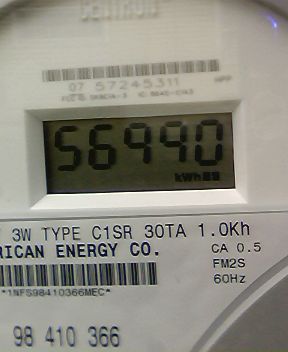 CENTRON
07 57245311
56990
kWh
3W TYPE C1SR 30TA 1.0Kh
RICAN ENERGY CO.
CA 0.5
FM2S
60Hz
*1NFS98410366MEC*
98 410 366